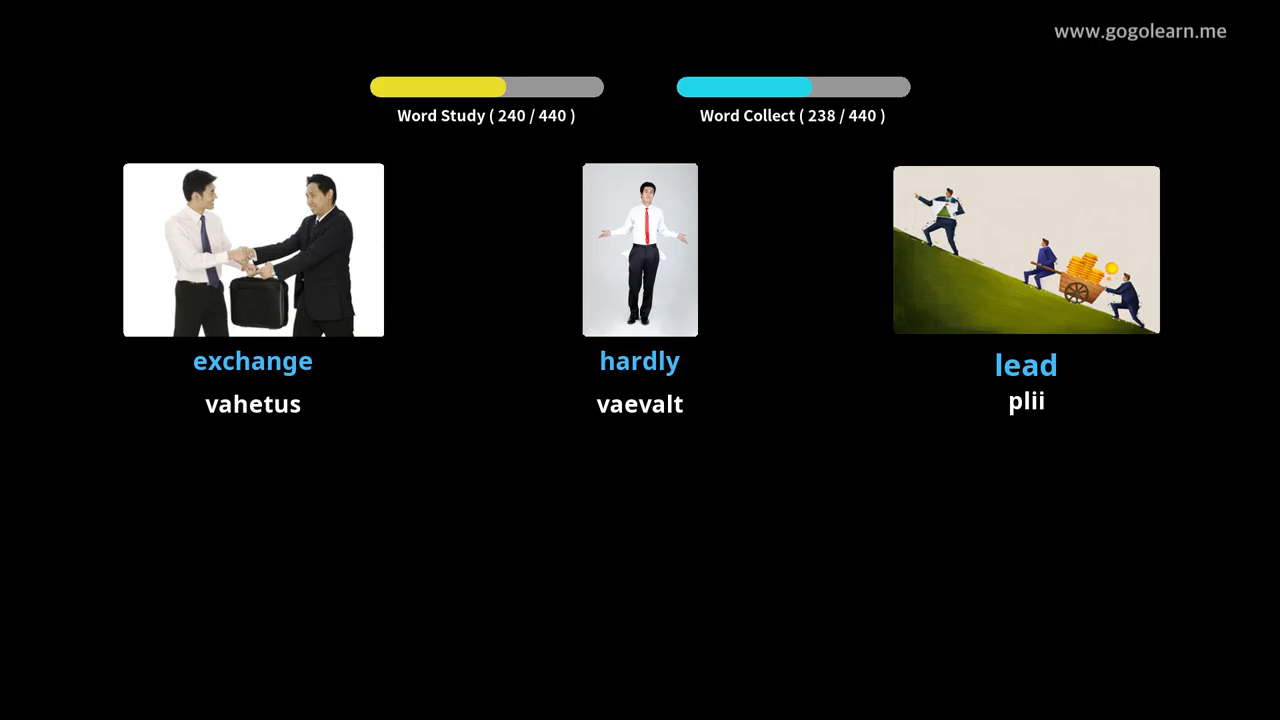 www.gogolearn.me
Word Study ( 240 / 440 )
Word Collect ( 238 / 440 )
exchange
vahetus
hardly
vaevalt
lead
plii